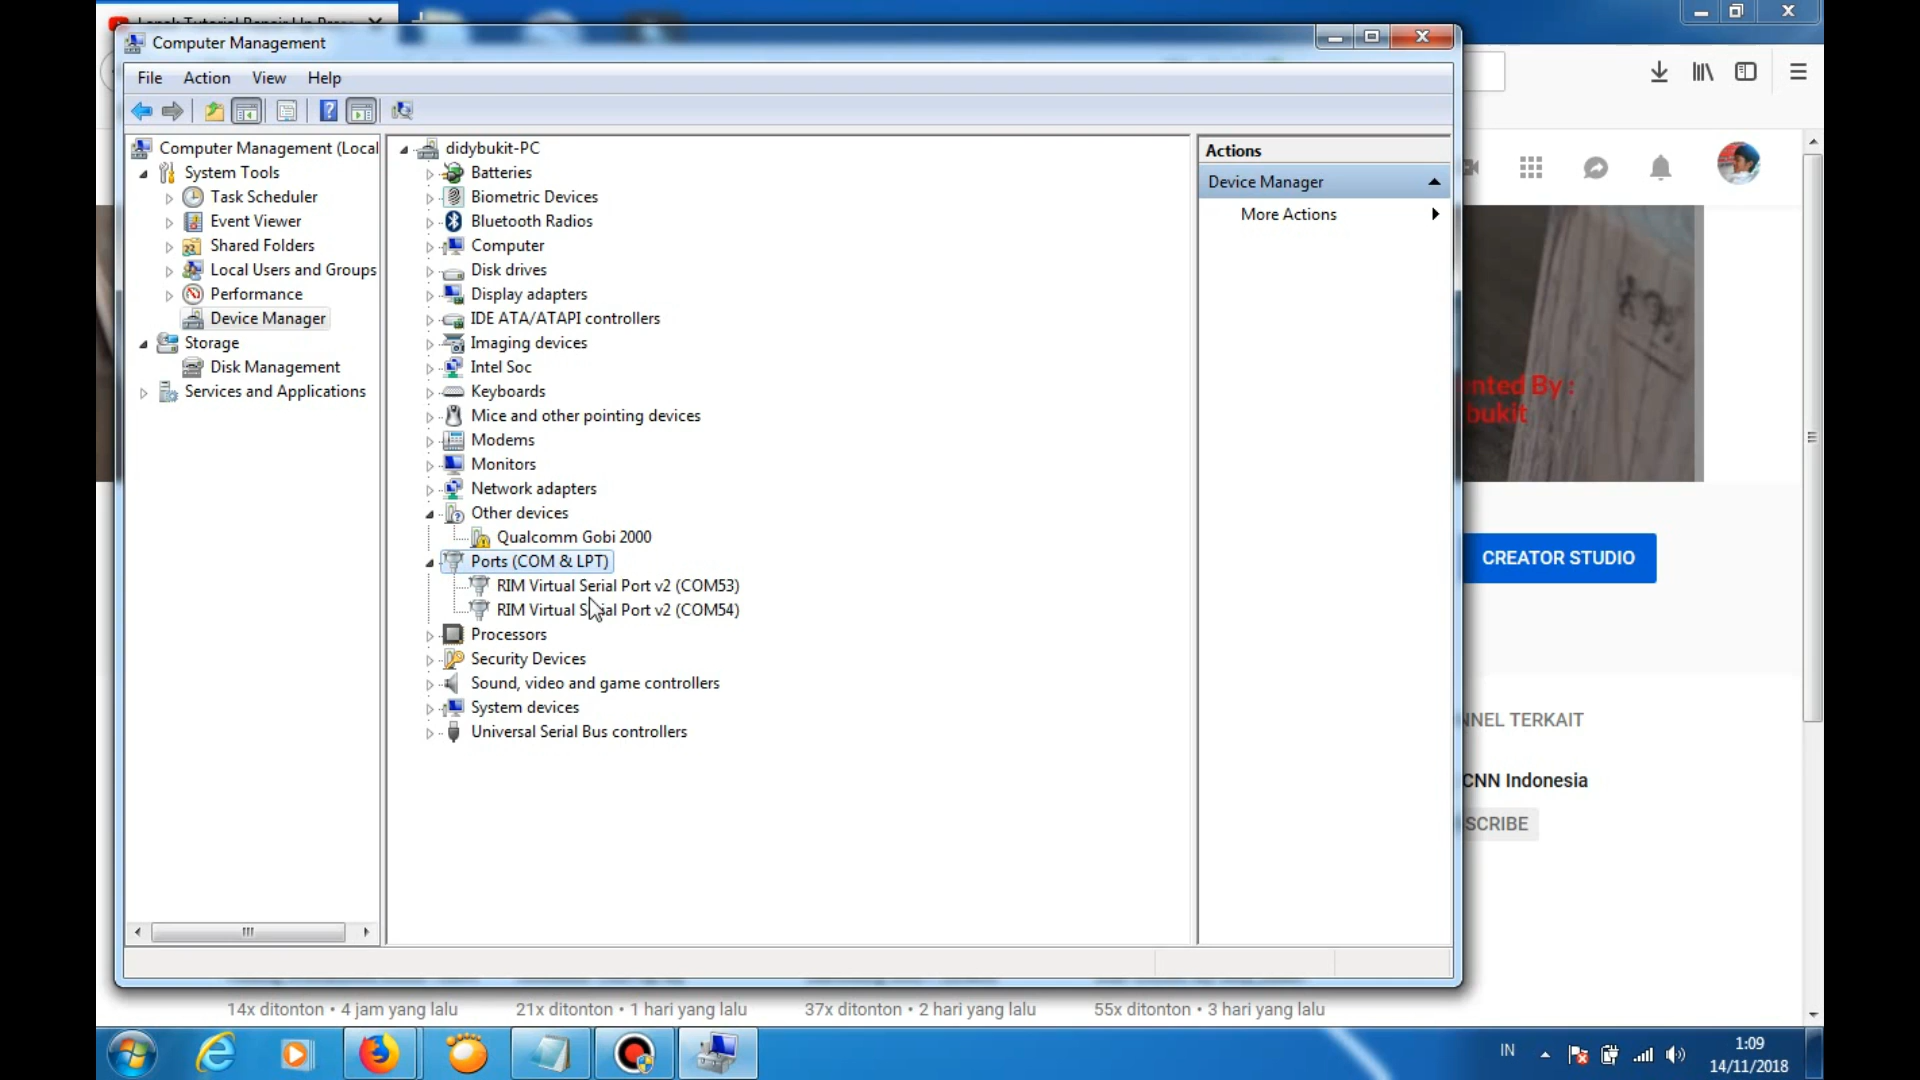 Computer Management
File Action View Help
Computer Management (Local
System Tools
Task Scheduler
Event Viewer
Shared Folders
Local Users and Groups
Performance
Device Manager
Storage
Disk Management
Services and Applications
didybukit-PC
Batteries
Biometric Devices
Bluetooth Radios
Computer
Disk drives
Display adapters
IDE ATA/ATAPI controllers
Imaging devices
Intel Soc
Keyboards
Mice and other pointing devices
Modems
Monitors
Network adapters
Other devices
Qualcomm Gobi 2000
Ports (COM & LPT)
RIM Virtual Serial Port v2 (COM53)
RIM Virtual Serial Port v2 (COM54)
Processors
Security Devices
Sound, video and game controllers
System devices
Universal Serial Bus controllers
Actions
Device Manager
More Actions
nted By :
bukit
CREATOR STUDIO
NNEL TERKAIT
CNN Indonesia
SCRIBE
14x ditonton • 4 jam yang lalu
21x ditonton • 1 hari yang lalu
37x ditonton • 2 hari yang lalu
55x ditonton • 3 hari yang lalu
IN
1:09
14/11/2018